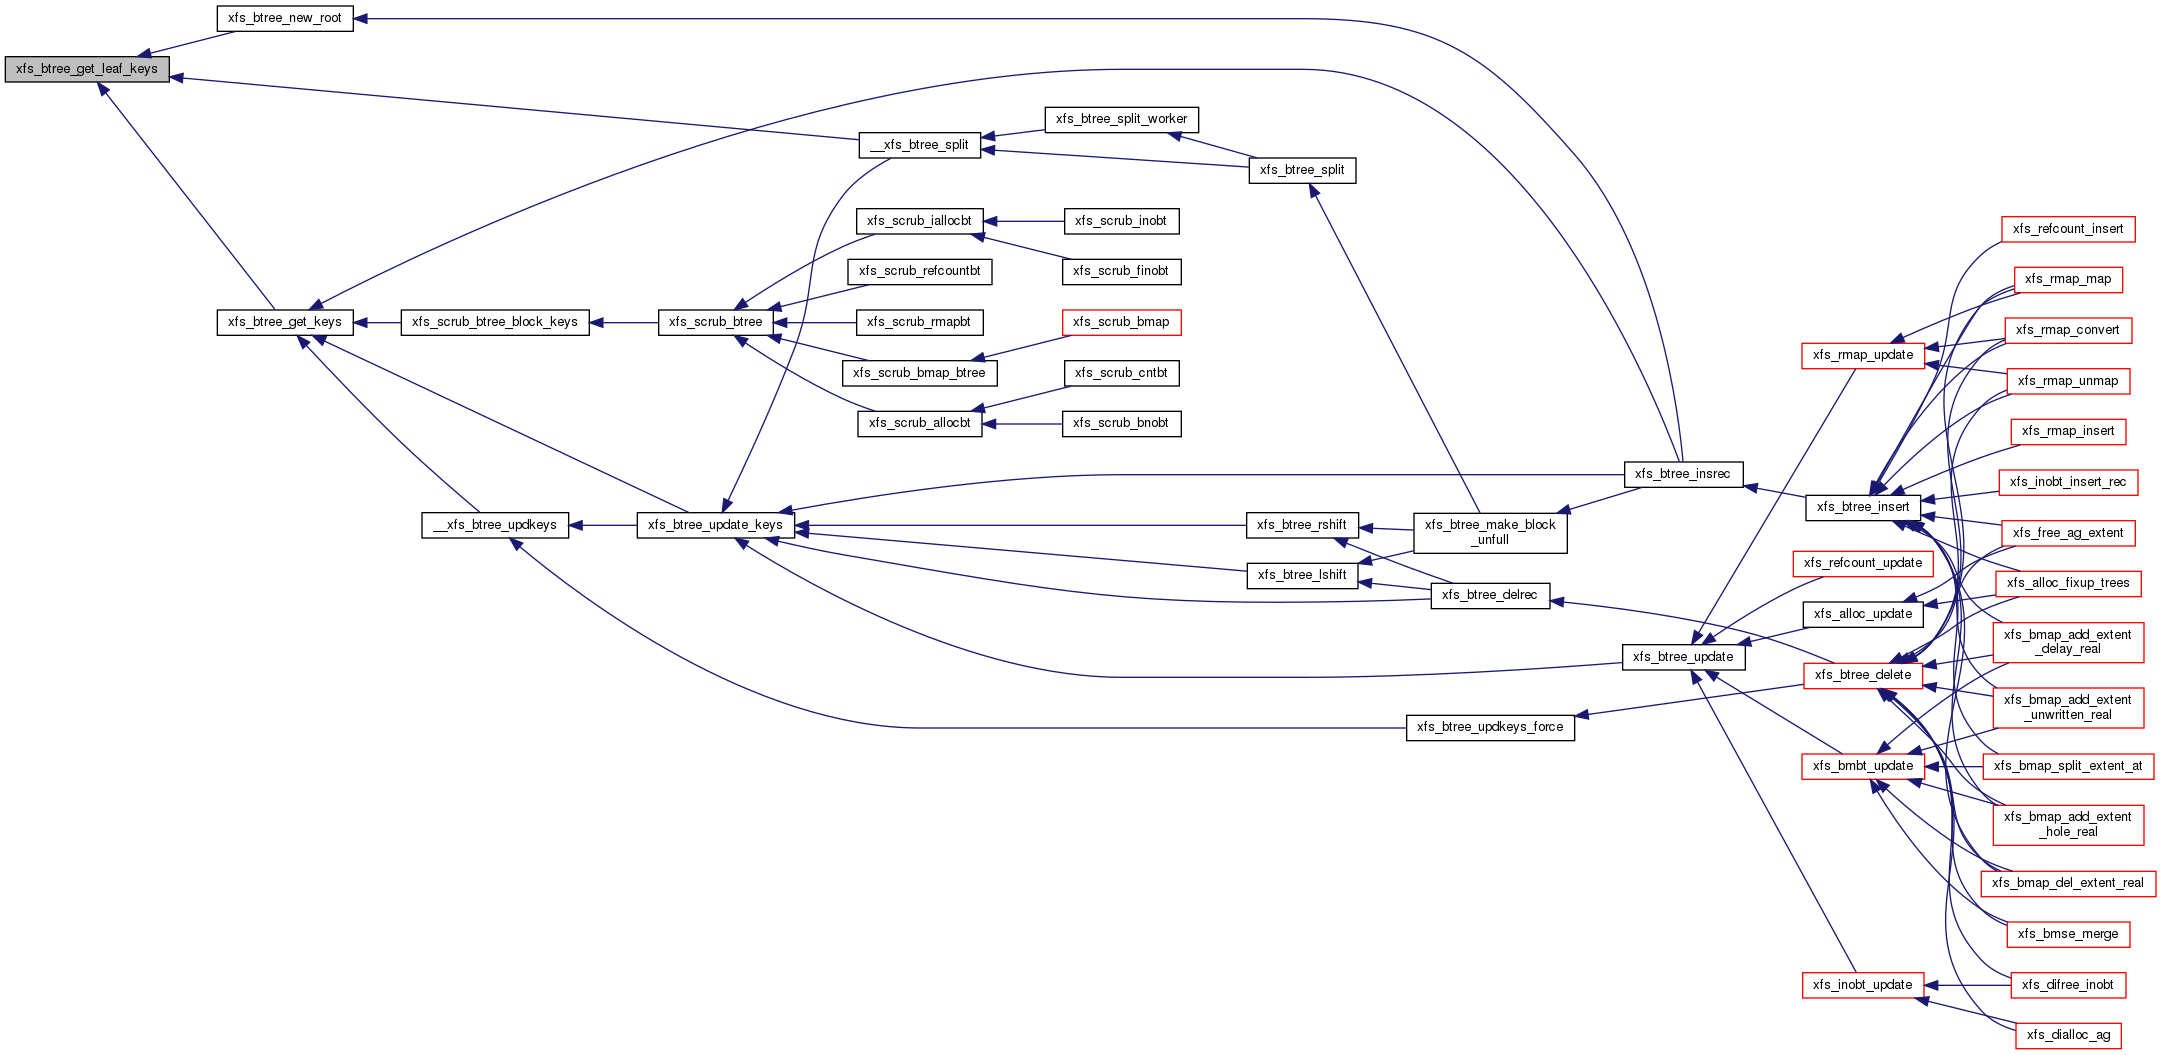 xfs_btree_get_leaf_keys
xfs_btree_new_root
xfs_btree_get_keys
xfs_scrub_btree_block_keys
__xfs_btree_updkeys
xfs_scrub_btree
xfs_btree_update_keys
__xfs_btree_split
xfs_scrub_iallocbt
xfs_scrub_refcountbt
xfs_scrub_rmapbt
xfs_scrub_bmap_btree
xfs_scrub_allocbt
xfs_btree_split_worker
xfs_scrub_inobt
xfs_scrub_finobt
xfs_scrub_bmap
xfs_scrub_cntbt
xfs_scrub_bnobt
xfs_btree_split
xfs_btree_rshift
xfs_btree_lshift
xfs_btree_make_block
_unfull
xfs_btree_delrec
xfs_btree_updkeys_force
xfs_btree_insrec
xfs_btree_update
xfs_rmap_update
xfs_btree_insert
xfs_refcount_update
xfs_alloc_update
xfs_btree_delete
xfs_bmbt_update
xfs_inobt_update
xfs_refcount_insert
xfs_rmap_map
xfs_rmap_convert
xfs_rmap_unmap
xfs_rmap_insert
xfs_inobt_insert_rec
xfs_free_ag_extent
xfs_alloc_fixup_trees
xfs_bmap_add_extent
_delay_real
xfs_bmap_add_extent
_unwritten_real
xfs_bmap_split_extent_at
xfs_bmap_add_extent
_hole_real
xfs_bmap_del_extent_real
xfs_bmse_merge
xfs_difree_inobt
xfs_dialloc_ag